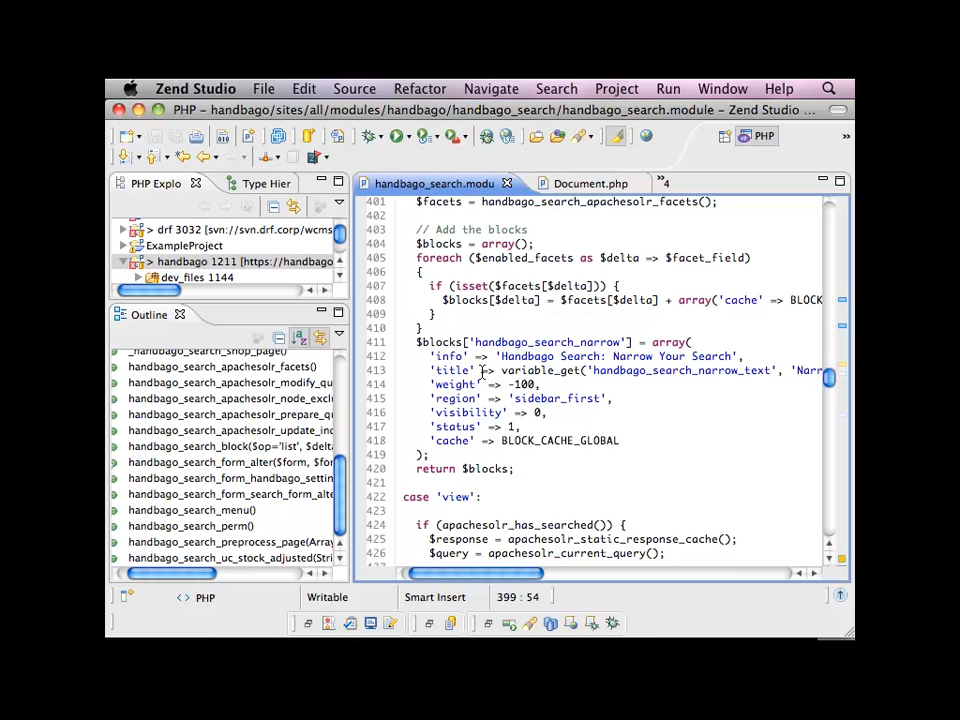 Zend Studio File Edit Source Refactor Navigate Search Project Run Window Help
PHP – handbago/sites/all/modules/handbago/handbago_search/handbago_search.module – Zend Studio ...
PHP
»
PHP Explo
Type Hier
> drf 3032 [svn://svn.drf.corp/wcms
ExampleProject
> handbago 1211 [https://handbago
dev_files 1144
Outline
_handbago_search_shop_page()
handbago_search_apachesolr_facets()
handbago_search_apachesolr_modify_qu
handbago_search_apachesolr_node_exclu
handbago_search_apachesolr_prepare_q
handbago_search_apachesolr_update_in
handbago_search_block($op='list', $delt
handbago_search_form_alter($form, $for
handbago_search_form_handbago_settin
handbago_search_form_search_form_alte
handbago_search_menu()
handbago_search_perm()
handbago_search_preprocess_page(Array
handbago_search_uc_stock_adjusted(Stri
handbago_search.modu
Document.php
»4
401 $facets = handbago_search_apachesolr_facets();
402
403 // Add the blocks
404 $blocks = array();
405 foreach ($enabled_facets as $delta => $facet_field)
406 {
407 if (isset($facets[$delta])) {
408 $blocks[$delta] = $facets[$delta] + array('cache' => BLOCK
409 }
410 }
411 $blocks['handbago_search_narrow'] = array(
412 'info' => 'Handbago Search: Narrow Your Search',
413 'title' => variable_get('handbago_search_narrow_text', 'Narr
414 'weight' => -100,
415 'region' => 'sidebar_first',
416 'visibility' => 0,
417 'status' => 1,
418 'cache' => BLOCK_CACHE_GLOBAL
419 );
420 return $blocks;
421
422 case 'view':
423
424 if (apachesolr_has_searched()) {
425 $response = apachesolr_static_response_cache();
426 $query = apachesolr_current_query();
<> PHP
Writable
Smart Insert
399 : 54